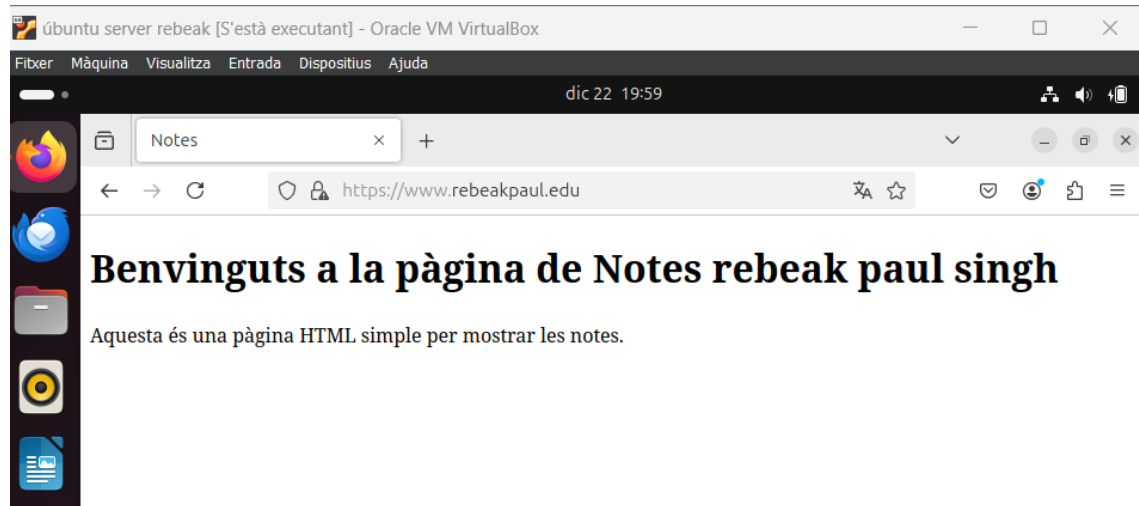 úbuntu server rebeak [S'està executant] - Oracle VM VirtualBox
Fitxer Màquina Visualitza Entrada Dispositius Ajuda
dic 22 19:59
Notes
https://www.rebeakpaul.edu
Benvinguts a la pàgina de Notes rebeak paul singh
Aquesta és una pàgina HTML simple per mostrar les notes.